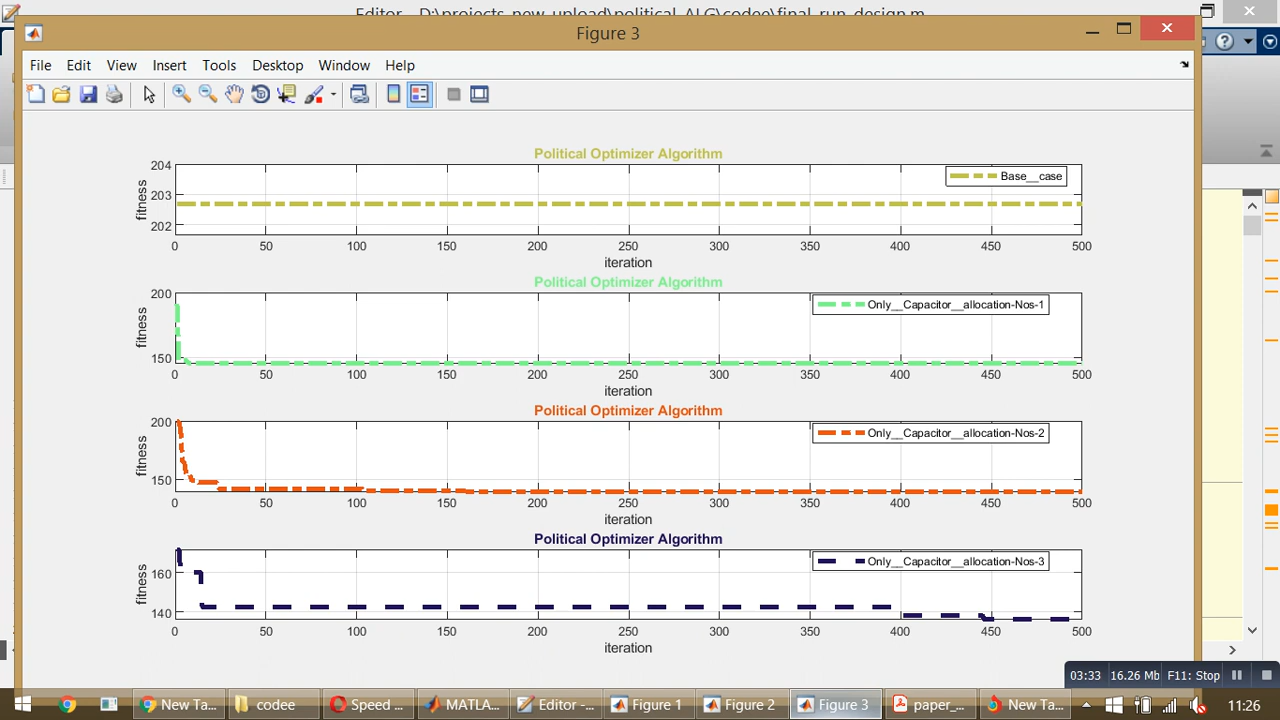 Editor - D:\projects_new_upload\political_ALG\codee\final_run_design.m
Figure 3
File Edit View Insert Tools Desktop Window Help
Political Optimizer Algorithm
204
203
202
fitness
Base__case
0 50 100 150 200 250 300 350 400 450 500
iteration
Political Optimizer Algorithm
200
150
fitness
Only__Capacitor__allocation-Nos-1
0 50 100 150 200 250 300 350 400 450 500
iteration
Political Optimizer Algorithm
200
150
fitness
Only__Capacitor__allocation-Nos-2
0 50 100 150 200 250 300 350 400 450 500
iteration
Political Optimizer Algorithm
160
140
fitness
Only__Capacitor__allocation-Nos-3
0 50 100 150 200 250 300 350 400 450 500
iteration
03:33 16.26 Mb F11: Stop
New Ta... codee Speed ... MATLA... Editor -... Figure 1 Figure 2 Figure 3 paper_... New Ta... 11:26